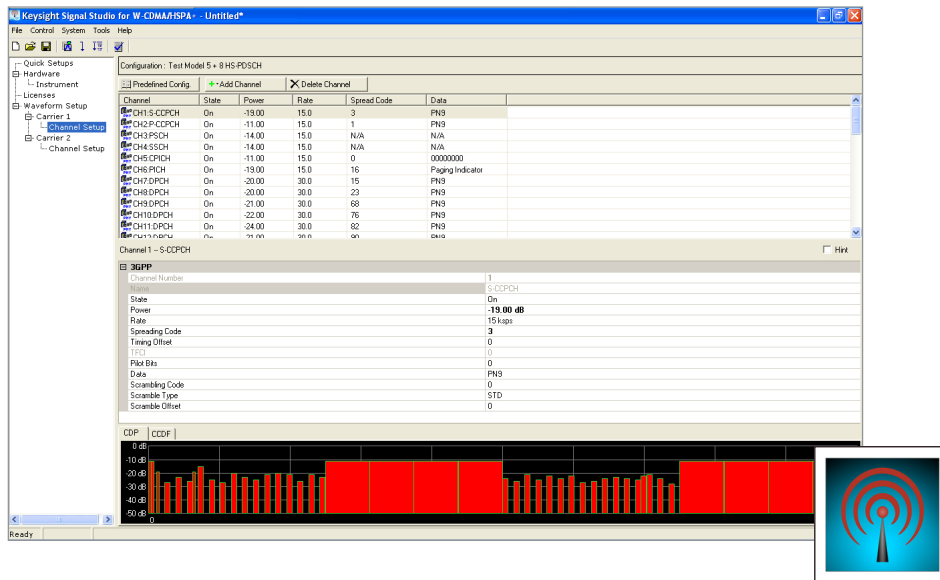 Keysight Signal Studio for W-CDMA/HSPA+ - Untitled*
File Control System Tools Help
Quick Setups
Hardware
Instrument
Licenses
Waveform Setup
Carrier 1
Channel Setup
Carrier 2
Channel Setup
Configuration : Test Model 5 + 8 HS-PDSCH
Predefined Config. + Add Channel Delete Channel
Channel State Power Rate Spread Code Data
CH1:S-CCPCH On -19.00 15.0 3 PN9
CH2:P-CCPCH On -11.00 15.0 1 PN9
CH3:PSCH On -14.00 15.0 N/A N/A
CH4:SSCH On -14.00 15.0 N/A N/A
CH5:CPICH On -11.00 15.0 0 00000000
CH6:PICH On -19.00 15.0 16 Paging Indicator
CH7:DPCH On -20.00 30.0 15 PN9
CH8:DPCH On -20.00 30.0 23 PN9
CH9:DPCH On -21.00 30.0 68 PN9
CH10:DPCH On -22.00 30.0 76 PN9
CH11:DPCH On -24.00 30.0 82 PN9
CH12:DPCH On -21.00 30.0 90 PN9
Channel 1 -- S-CCPCH Hint
3GPP
Channel Number 1
Name S-CCPCH
State On
Power -19.00 dB
Rate 15 ksps
Spreading Code 3
Timing Offset 0
TFCI 0
Pilot Bits 0
Data PN9
Scrambling Code 0
Scramble Type STD
Scramble Offset 0
CDP CCDF
0 dB
-10 dB
-20 dB
-30 dB
-40 dB
-50 dB
0
Ready